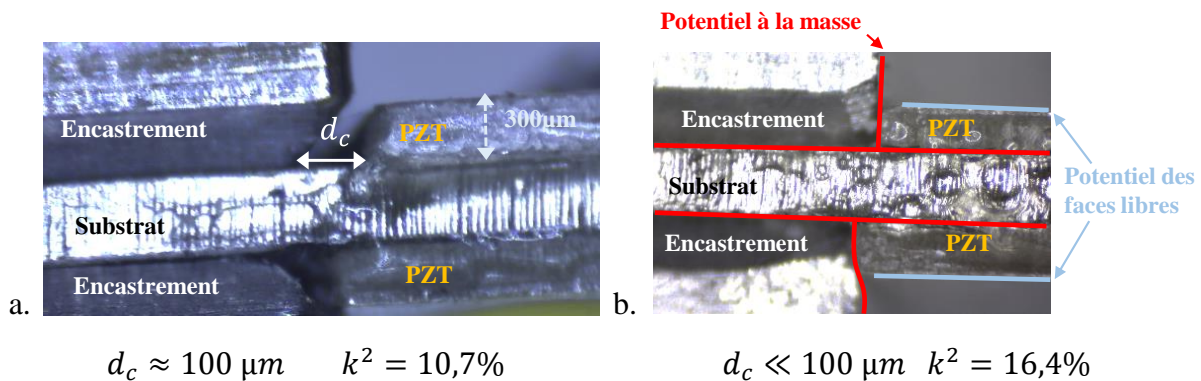 Potentiel à la masse
Encastrement
d_c
PZT
300μm
Substrat
PZT
Encastrement
a.
Encastrement
PZT
Substrat
Potentiel des
faces libres
Encastrement
PZT
b.
d_c ≈ 100 μm k² = 10,7%
d_c ≪ 100 μm k² = 16,4%